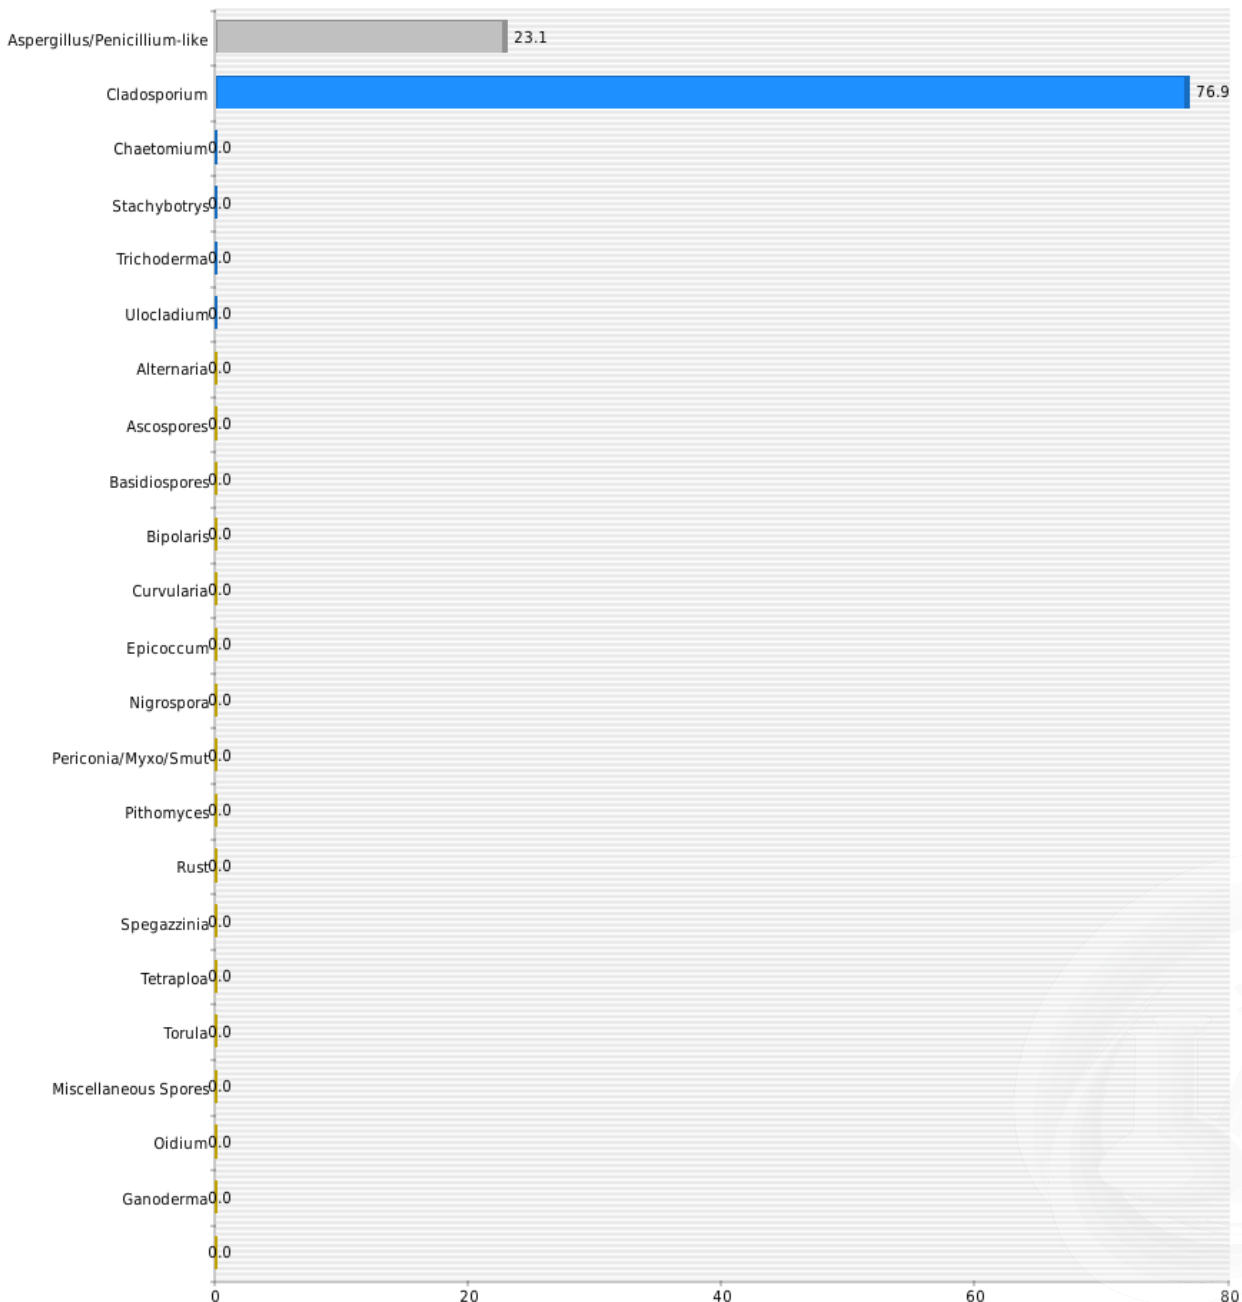 Aspergillus/Penicillium-like 23.1
Cladosporium 76.9
Chaetomium 0.0
Stachybotrys 0.0
Trichoderma 0.0
Ulocladium 0.0
Alternaria 0.0
Ascospores 0.0
Basidiospores 0.0
Bipolaris 0.0
Curvularia 0.0
Epicoccum 0.0
Nigrospora 0.0
Periconia/Myxo/Smut 0.0
Pithomyces 0.0
Rust 0.0
Spegazzinia 0.0
Tetraploa 0.0
Torula 0.0
Miscellaneous Spores 0.0
Oidium 0.0
Ganoderma 0.0
0.0
0 20 40 60 80